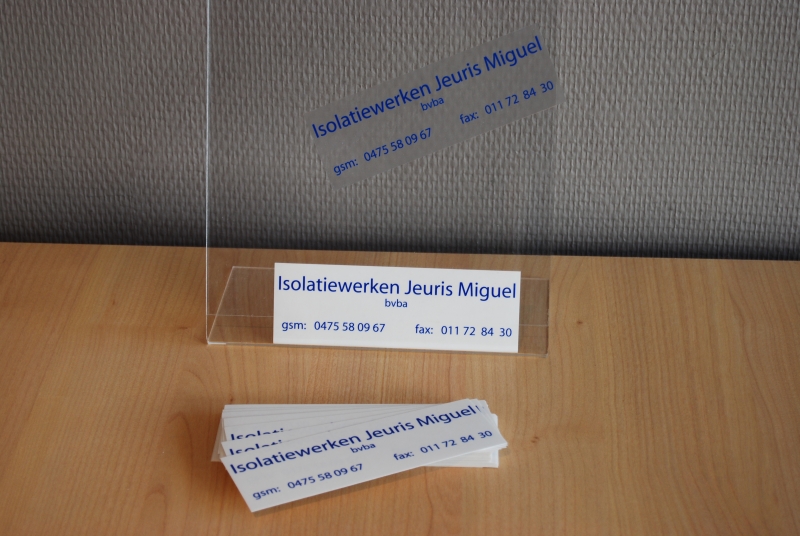 Isolatiewerken Jeuris Miguel
bvba
gsm: 0475 58 09 67 fax: 011 72 84 30
Isolatiewerken Jeuris Miguel
bvba
gsm: 0475 58 09 67 fax: 011 72 84 30
Isolatiewerken Jeuris Miguel
bvba
gsm: 0475 58 09 67 fax: 011 72 84 30